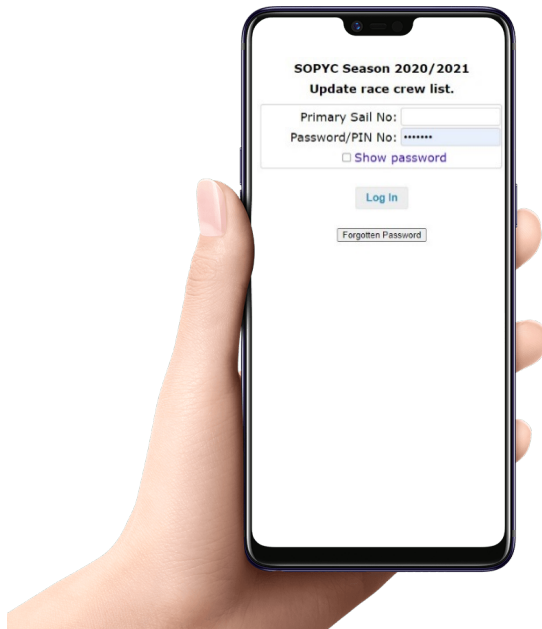 SOPYC Season 2020/2021
Update race crew list.
Primary Sail No:
Password/PIN No: •••••••
Show password
Log In
Forgotten Password